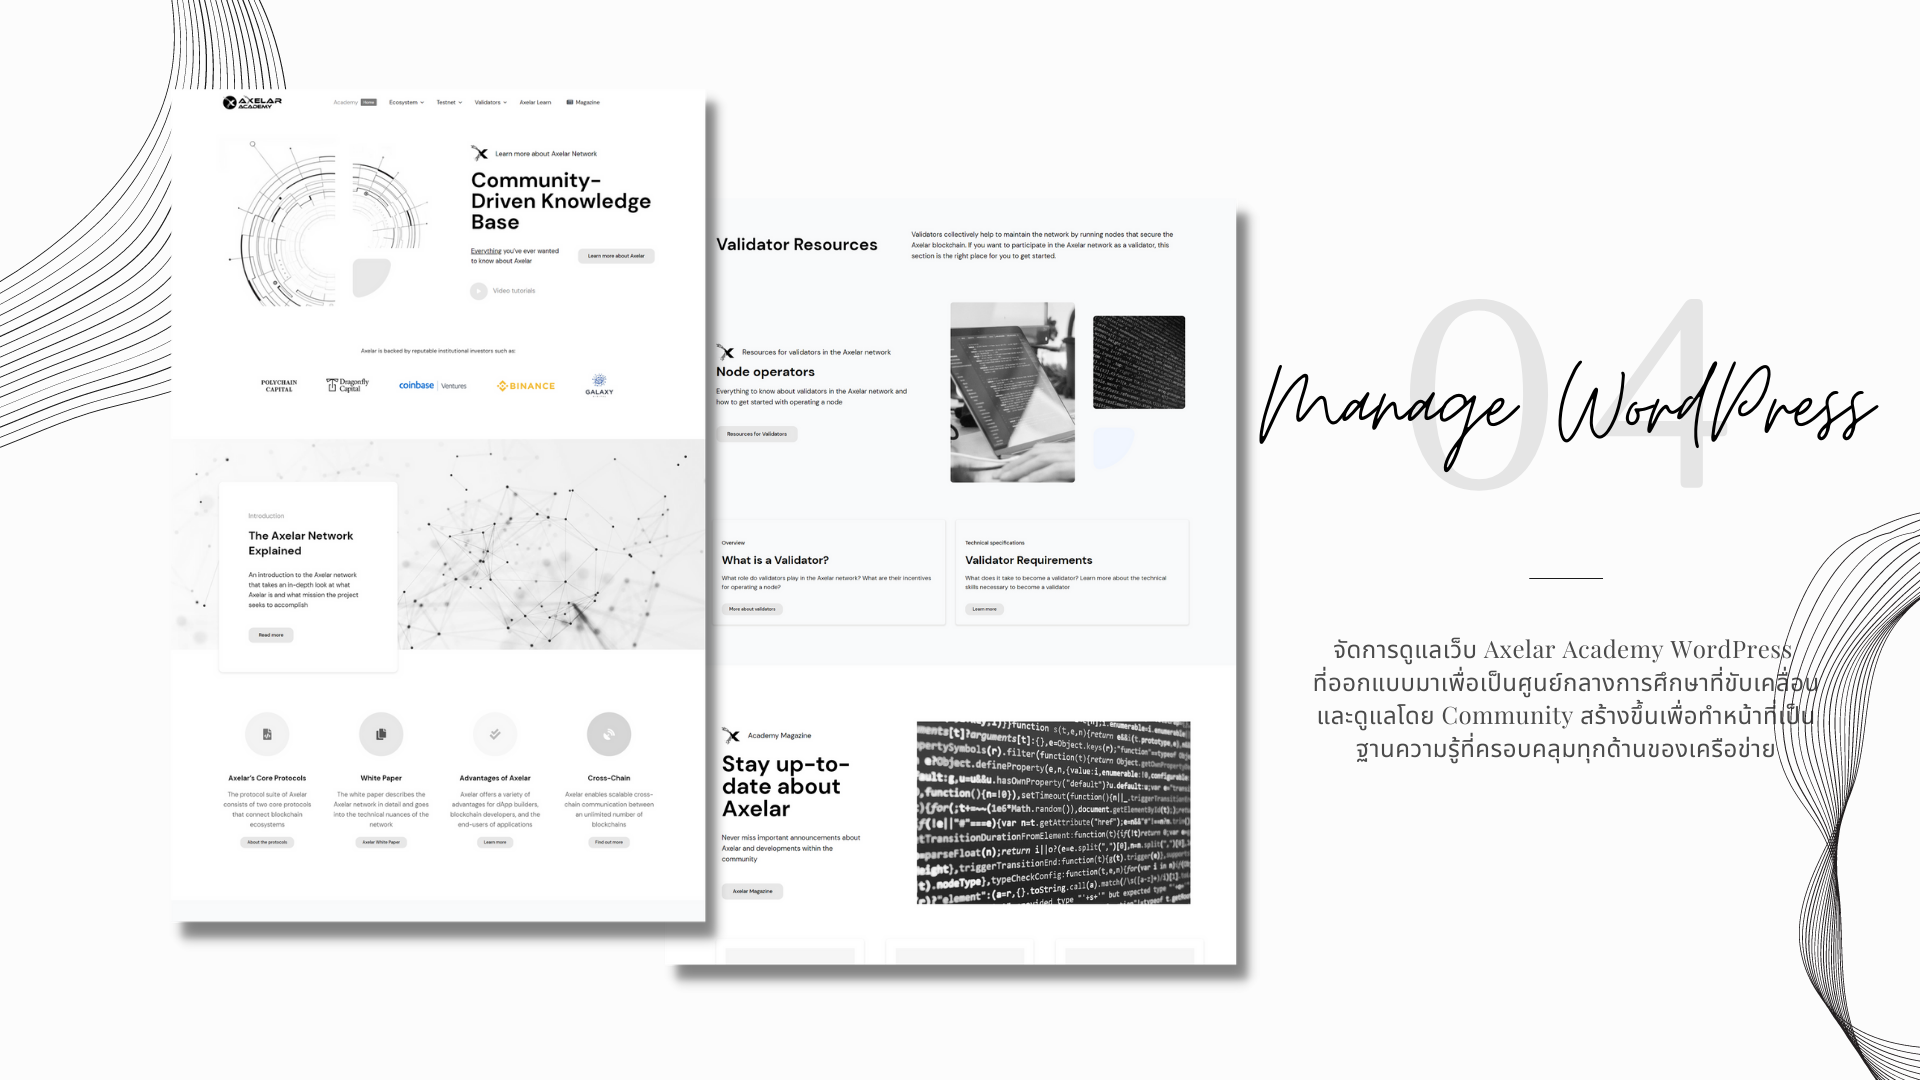 AXELAR
ACADEMY
Academy Home Ecosystem Testnet Validators Axelar Learn Magazine
Learn more about Axelar Network
Community-
Driven Knowledge
Base
Everything you've ever wanted
to know about Axelar
Learn more about Axelar
Video tutorials
Axelar is backed by reputable institutional investors such as:
POLYCHAIN
CAPITAL
Dragonfly
Capital
coinbase | Ventures
BINANCE
GALAXY
Introduction
The Axelar Network
Explained
An introduction to the Axelar network
that takes an in-depth look at what
Axelar is and what mission the project
seeks to accomplish
Read more
Axelar's Core Protocols
The protocol suite of Axelar
consists of two core protocols
that connect blockchain
ecosystems
About the protocols
White Paper
The white paper describes the
Axelar network in detail and goes
into the technical nuances of the
network
Axelar White Paper
Advantages of Axelar
Axelar offers a variety of
advantages for dApp builders,
blockchain developers, and the
end-users of applications
Learn more
Cross-Chain
Axelar enables scalable cross-
chain communication between
an unlimited number of
blockchains
Find out more
Validator Resources
Validators collectively help to maintain the network by running nodes that secure the
Axelar blockchain. If you want to participate in the Axelar network as a validator, this
section is the right place for you to get started.
Resources for validators in the Axelar network
Node operators
Everything to know about validators in the Axelar network and
how to get started with operating a node
Resources for Validators
Overview
What is a Validator?
What role do validators play in the Axelar network? What are their incentives
for operating a node?
More about validators
Technical specifications
Validator Requirements
What does it take to become a validator? Learn more about the technical
skills necessary to become a validator
Learn more
Academy Magazine
Stay up-to-
date about
Axelar
Never miss important announcements about
Axelar and developments within the
community
Axelar Magazine
04
Manage WordPress
จัดการดูแลเว็บ Axelar Academy WordPress
ที่ออกแบบมาเพื่อเป็นศูนย์กลางการศึกษาที่ขับเคลื่อน
และดูแลโดย Community สร้างขึ้นเพื่อทำหน้าที่เป็น
ฐานความรู้ที่ครอบคลุมทุกด้านของเครือข่าย